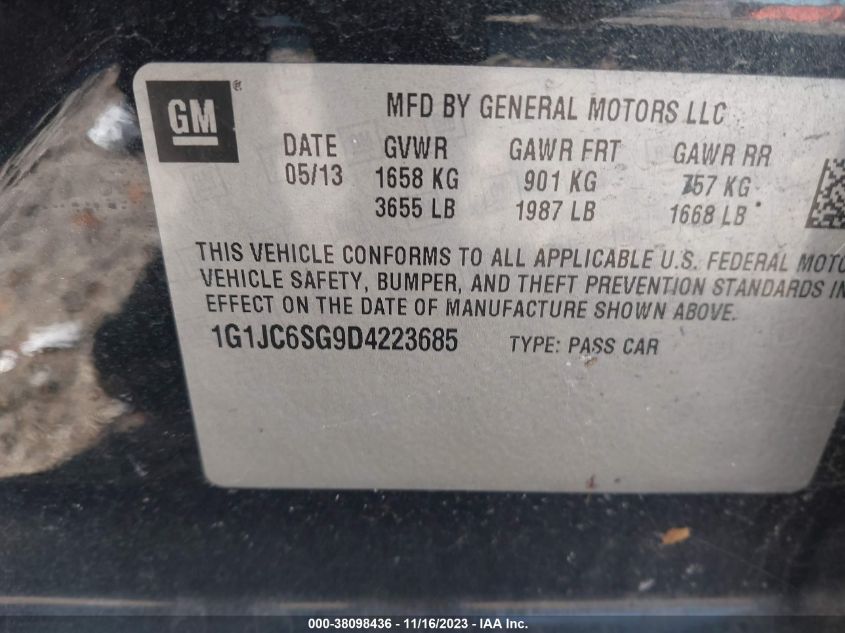 GM ®
MFD BY GENERAL MOTORS LLC
DATE GVWR GAWR FRT GAWR RR
05/13 1658 KG 901 KG 757 KG
3655 LB 1987 LB 1668 LB
THIS VEHICLE CONFORMS TO ALL APPLICABLE U.S. FEDERAL MOTO
VEHICLE SAFETY, BUMPER, AND THEFT PREVENTION STANDARDS IN
EFFECT ON THE DATE OF MANUFACTURE SHOWN ABOVE.
1G1JC6SG9D4223685 TYPE: PASS CAR
000-38098436 - 11/16/2023 - IAA Inc.